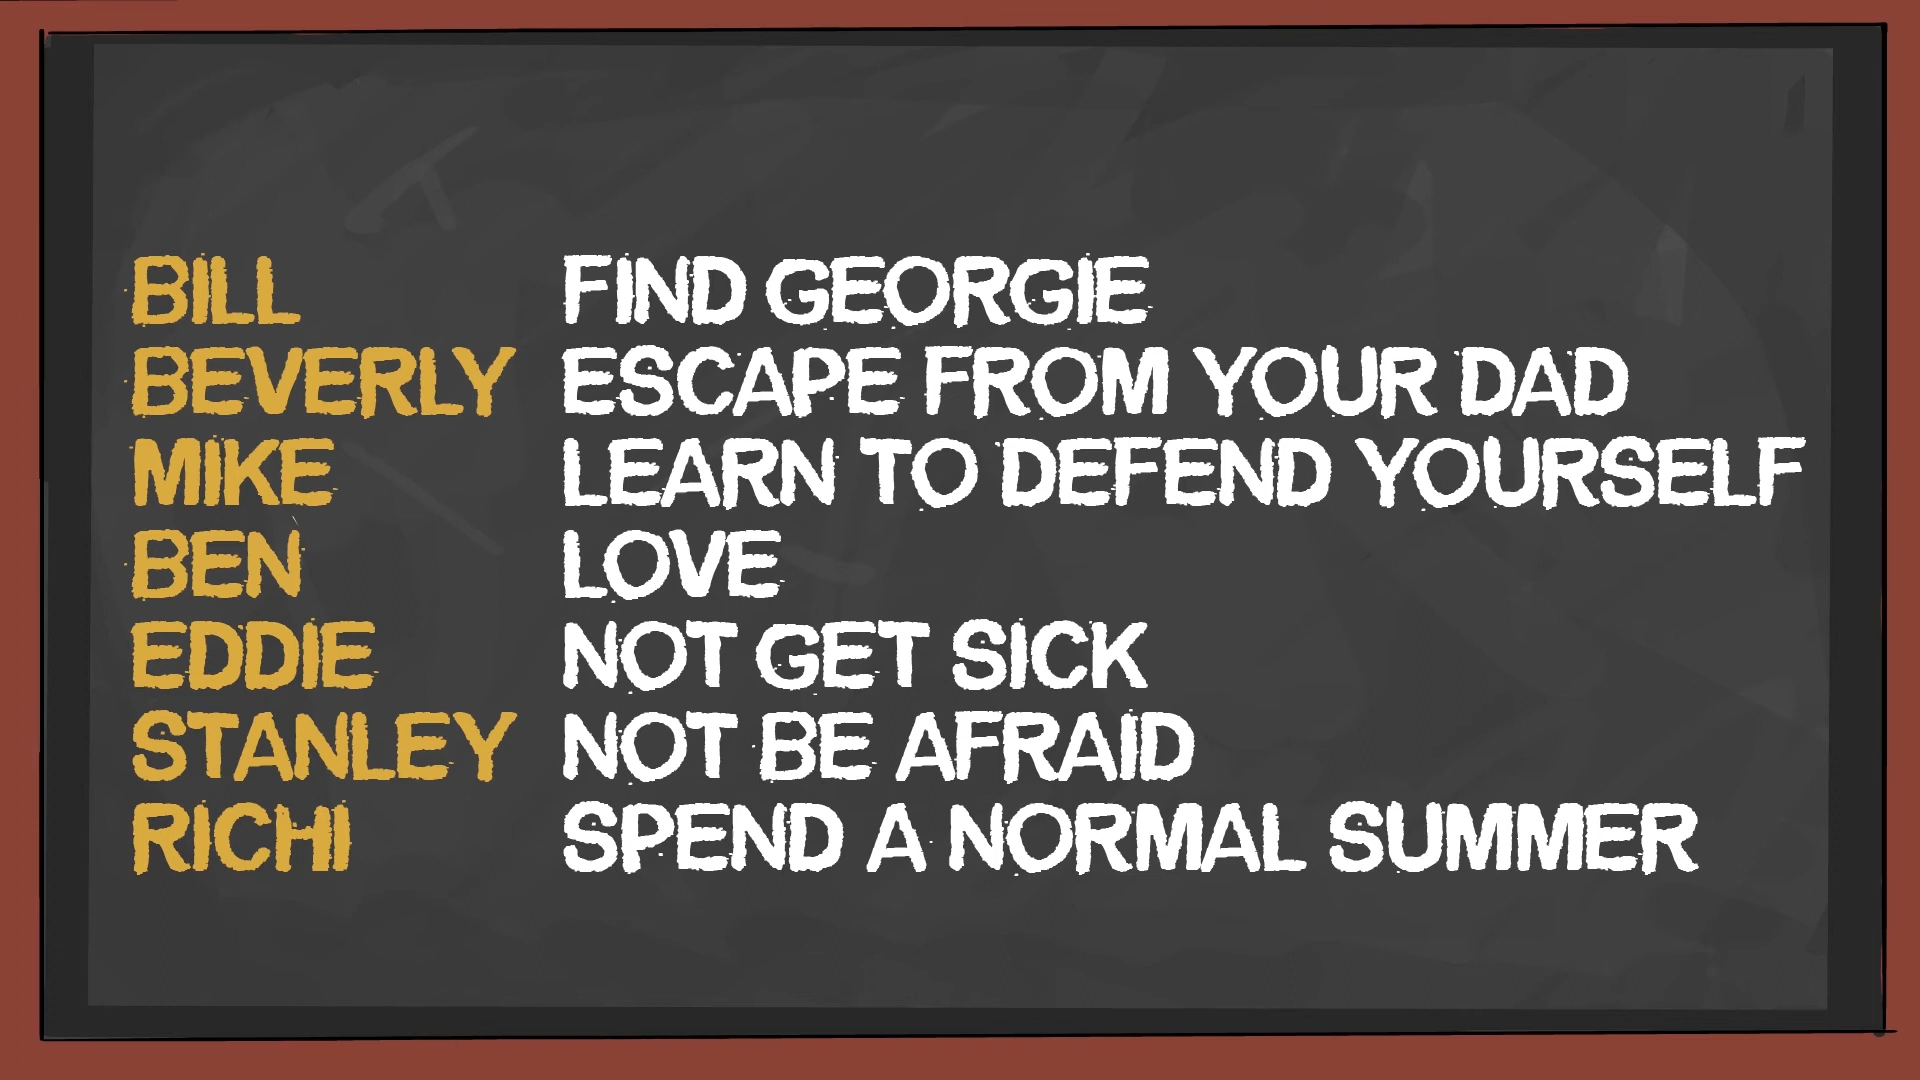 BILL FIND GEORGIE
BEVERLY ESCAPE FROM YOUR DAD
MIKE LEARN TO DEFEND YOURSELF
BEN LOVE
EDDIE NOT GET SICK
STANLEY NOT BE AFRAID
RICHI SPEND A NORMAL SUMMER